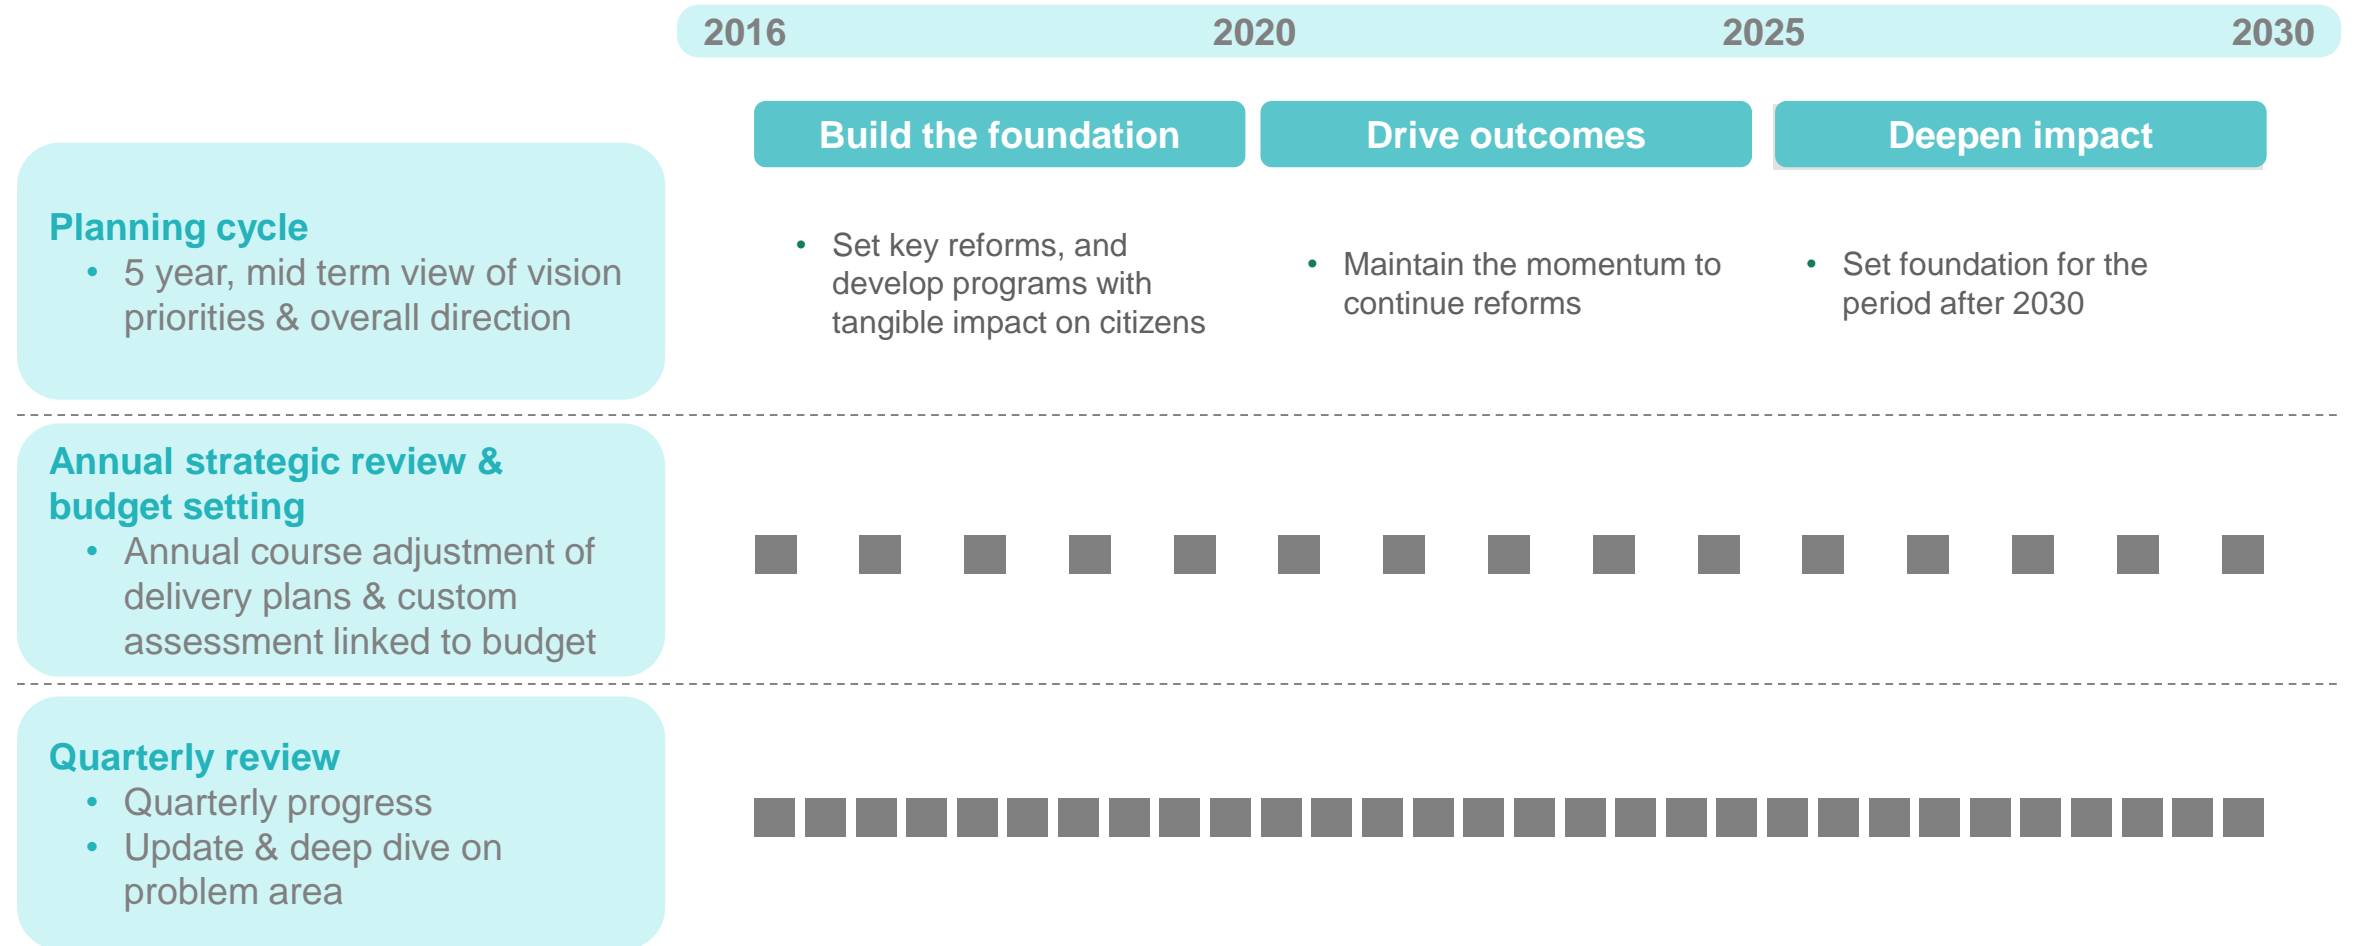 2016 2020 2025 2030
Build the foundation
Drive outcomes
Deepen impact
Planning cycle
• 5 year, mid term view of vision
priorities & overall direction
• Set key reforms, and
develop programs with
tangible impact on citizens
• Maintain the momentum to
continue reforms
• Set foundation for the
period after 2030
Annual strategic review &
budget setting
• Annual course adjustment of
delivery plans & custom
assessment linked to budget
Quarterly review
• Quarterly progress
• Update & deep dive on
problem area